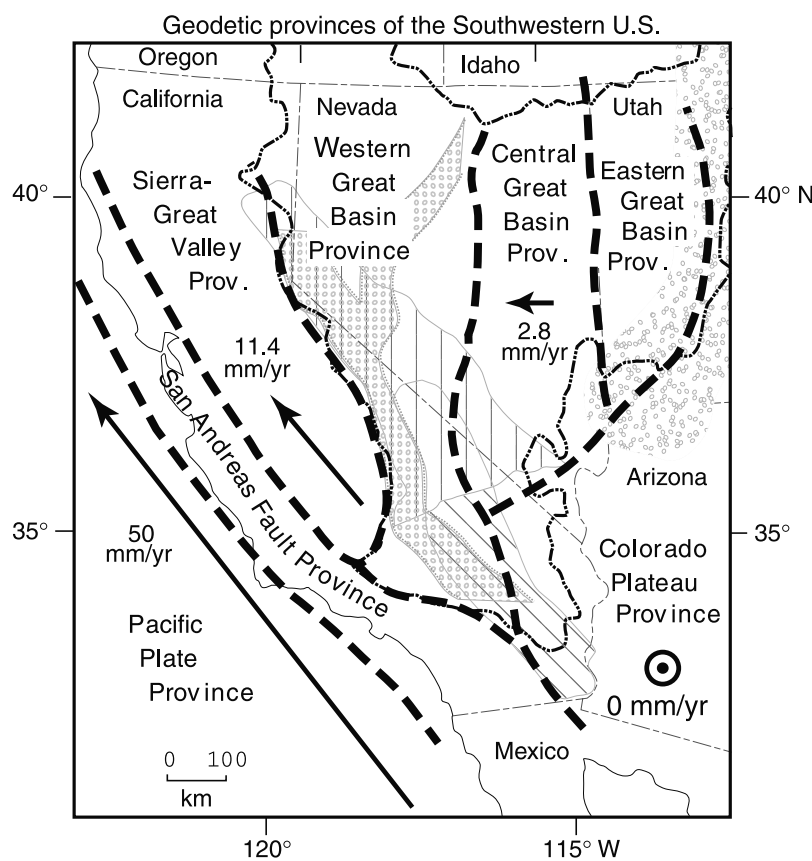 Geodetic provinces of the Southwestern U.S.
Oregon
Idaho
California
Nevada
Utah
Western
Great
Basin
Province
Central
Great
Basin
Prov.
Eastern
Great
Basin
Prov.
Sierra-
Great
Valley
Prov.
40°
40° N
2.8
mm/yr
11.4
mm/yr
San Andreas Fault Province
Arizona
35°
35°
50
mm/yr
Colorado
Plateau
Province
Pacific
Plate
Province
0 mm/yr
Mexico
0 100
km
120°
115° W